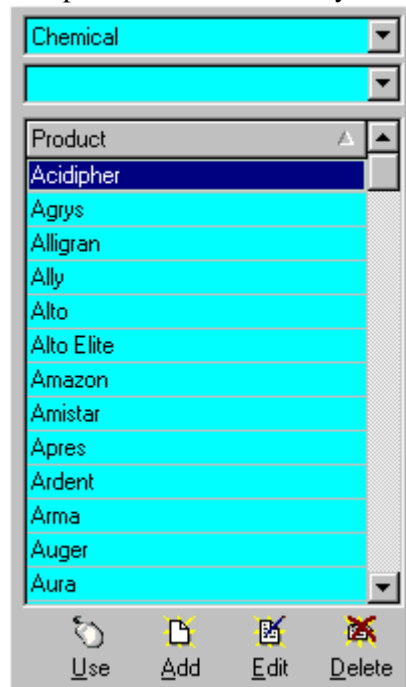 Chemical
Product
Acidipher
Agrys
Alligran
Ally
Alto
Alto Elite
Amazon
Amistar
Apres
Ardent
Arma
Auger
Aura
Use Add Edit Delete